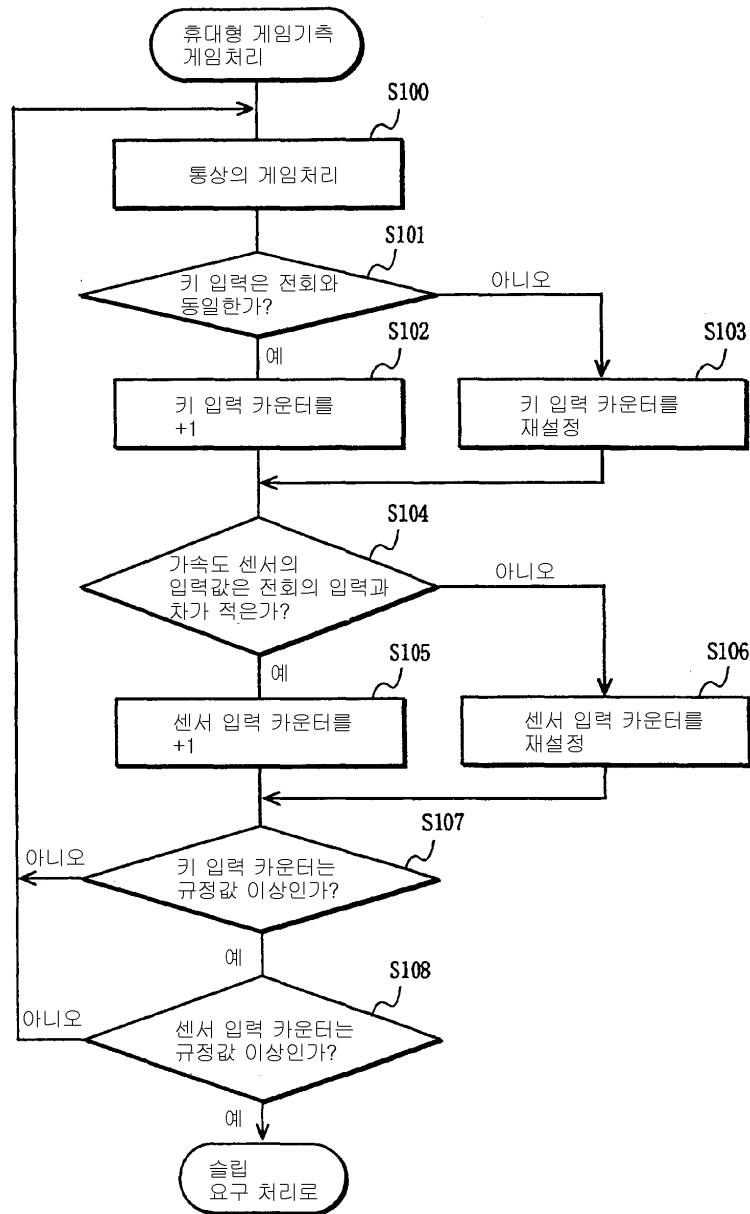 휴대형 게임기측
게임처리
S100
통상의 게임처리
S101
키 입력은 전회와
동일한가?
아니오
예
S102
키 입력 카운터를
+1
S103
키 입력 카운터를
재설정
S104
가속도 센서의
입력값은 전회의 입력과
차가 적은가?
아니오
예
S105
센서 입력 카운터를
+1
S106
센서 입력 카운터를
재설정
S107
키 입력 카운터는
규정값 이상인가?
아니오
예
S108
센서 입력 카운터는
규정값 이상인가?
아니오
예
슬립
요구 처리로